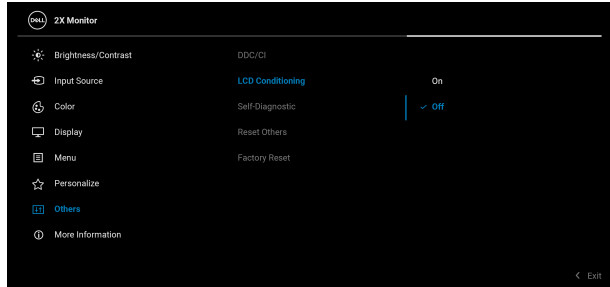 DELL 2X Monitor
Brightness/Contrast DDC/CI
Input Source LCD Conditioning On
Color Self-Diagnostic Off
Display Reset Others
Menu Factory Reset
Personalize
Others
More Information
Exit